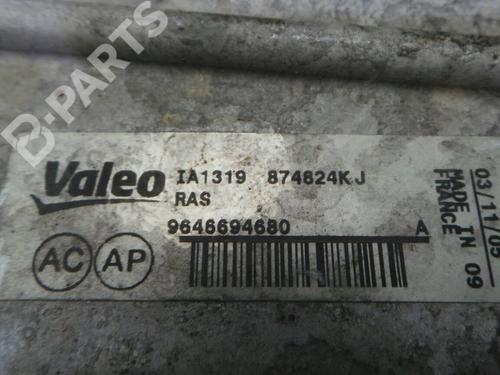 B-PARTS
Valeo IA1319 874824KJ
RAS
9646694680 A
AC AP
03/11/05
MADE IN
FRANCE 09